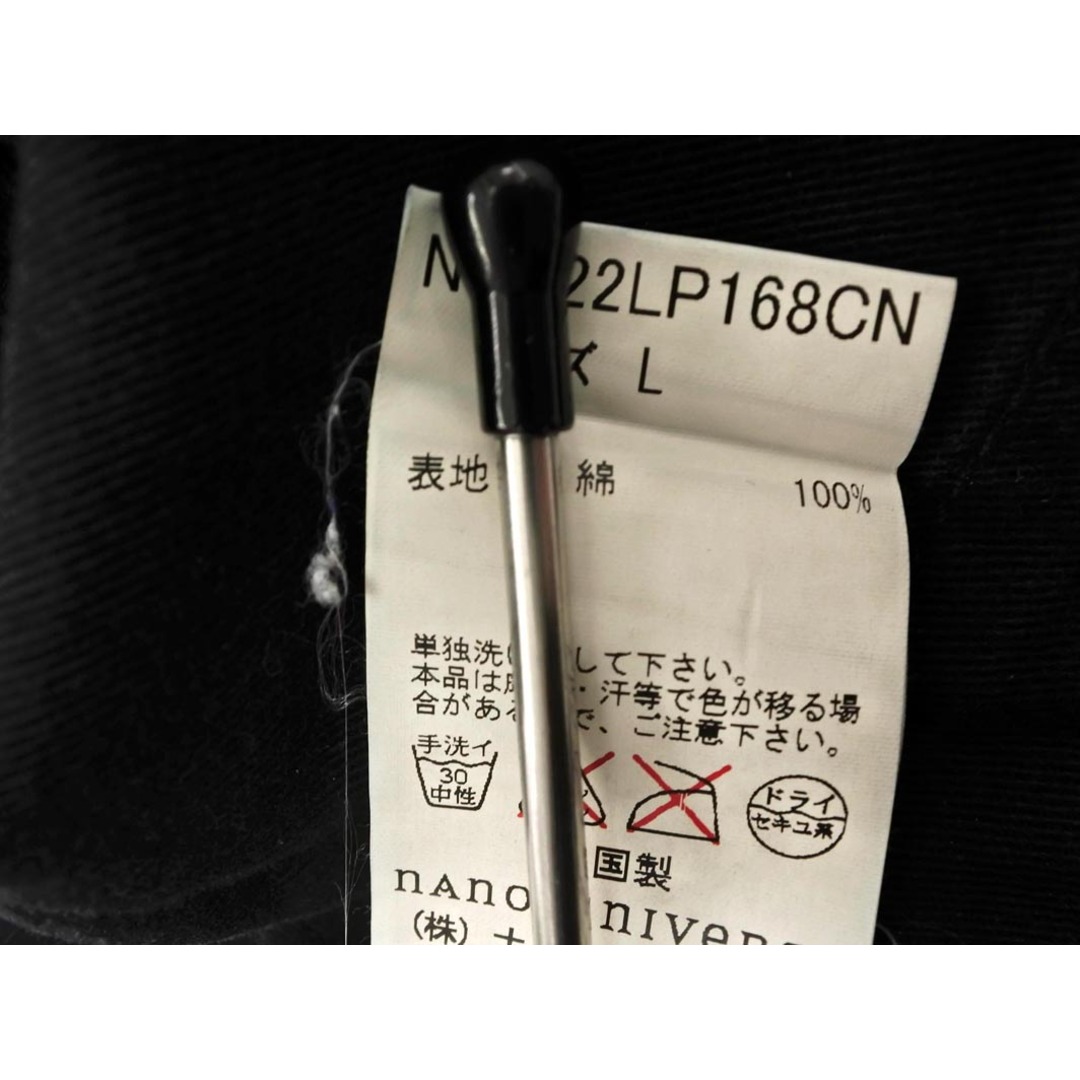 N 22LP168CN
ズ L
表地 綿 100%
単独洗 して下さい。
本品は ・汗等で色が移る場
合がある で、ご注意下さい。
手洗イ
30
中性
ドライ
セキユ系
国製
nAno niver
(株) ナ